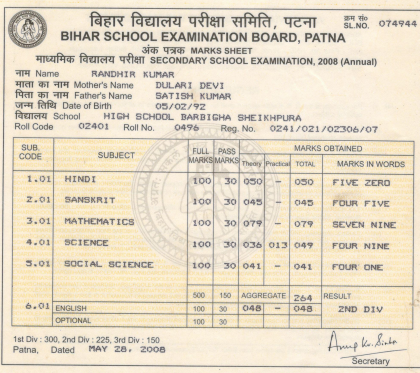 बिहार विद्यालय परीक्षा समिति, पटना
क्रम सं०
SL.NO. 074944
BIHAR SCHOOL EXAMINATION BOARD, PATNA
अंक पत्रक MARKS SHEET
माध्यमिक विद्यालय परीक्षा SECONDARY SCHOOL EXAMINATION, 2008 (Annual)
नाम Name RANDHIR KUMAR
माता का नाम Mother's Name DULARI DEVI
पिता का नाम Father's Name SATISH KUMAR
जन्म तिथि Date of Birth 05/02/92
विद्यालय School HIGH SCHOOL BARBIGHA SHEIKHPURA
Roll Code 02401 Roll No. 0496 Reg. No. 0241/021/02306/07
SUB. CODE SUBJECT FULL MARKS PASS MARKS MARKS OBTAINED
Theory Practical TOTAL MARKS IN WORDS
1.01 HINDI 100 30 050 - 050 FIVE ZERO
2.01 SANSKRIT 100 30 045 - 045 FOUR FIVE
3.01 MATHEMATICS 100 30 079 - 079 SEVEN NINE
4.01 SCIENCE 100 30 036 013 049 FOUR NINE
5.01 SOCIAL SCIENCE 100 30 041 - 041 FOUR ONE
500 150 AGGREGATE 264 RESULT
6.01 ENGLISH 100 30 048 - 048 2ND DIV
OPTIONAL 100 30
1st Div : 300, 2nd Div : 225, 3rd Div : 150
Patna, Dated MAY 28, 2008
Anup Kr. Sinha
Secretary